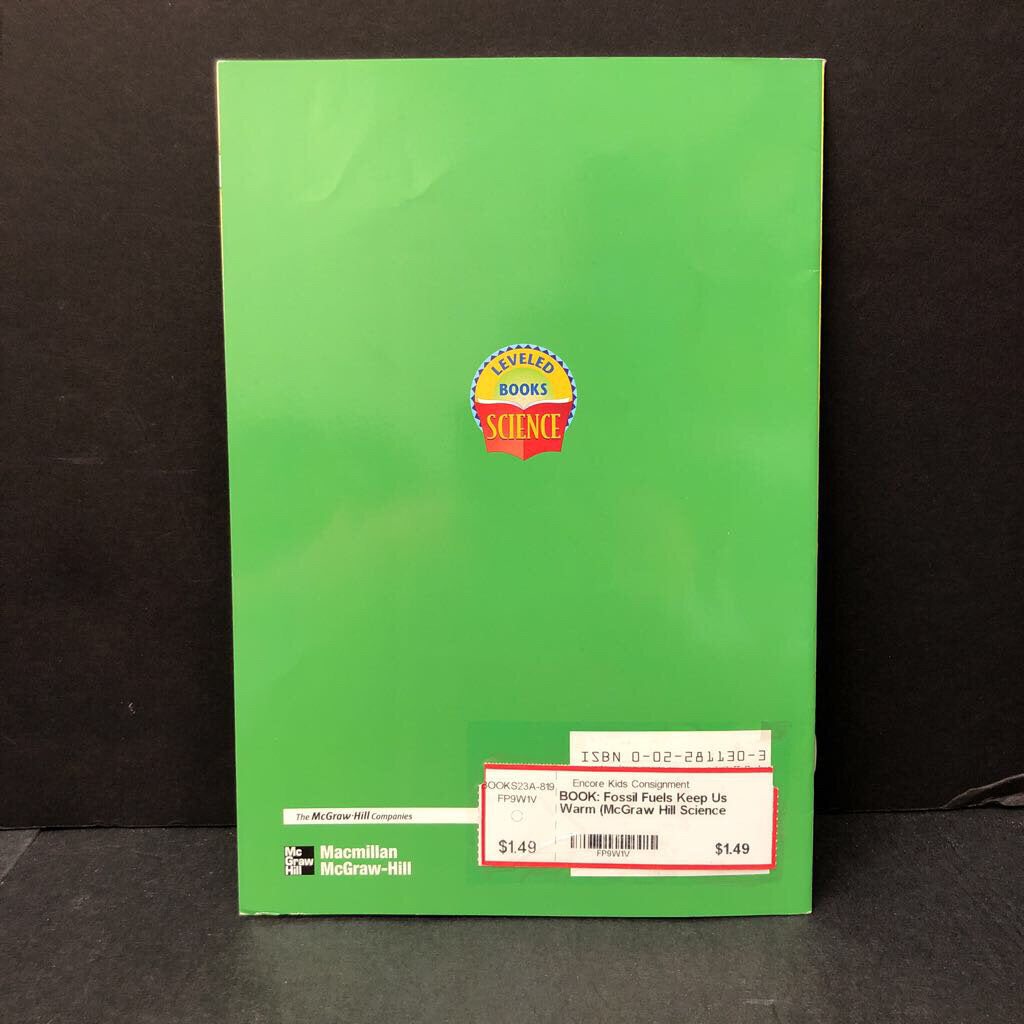 LEVELED
BOOKS
SCIENCE
ISBN 0-02-281130-3
BOOKS23A-819
FP9W1V
$1.49
Encore Kids Consignment
BOOK: Fossil Fuels Keep Us
Warm (McGraw Hill Science
FP9W1V
$1.49
The McGraw·Hill Companies
Mc
Graw
Hill
Macmillan
McGraw-Hill